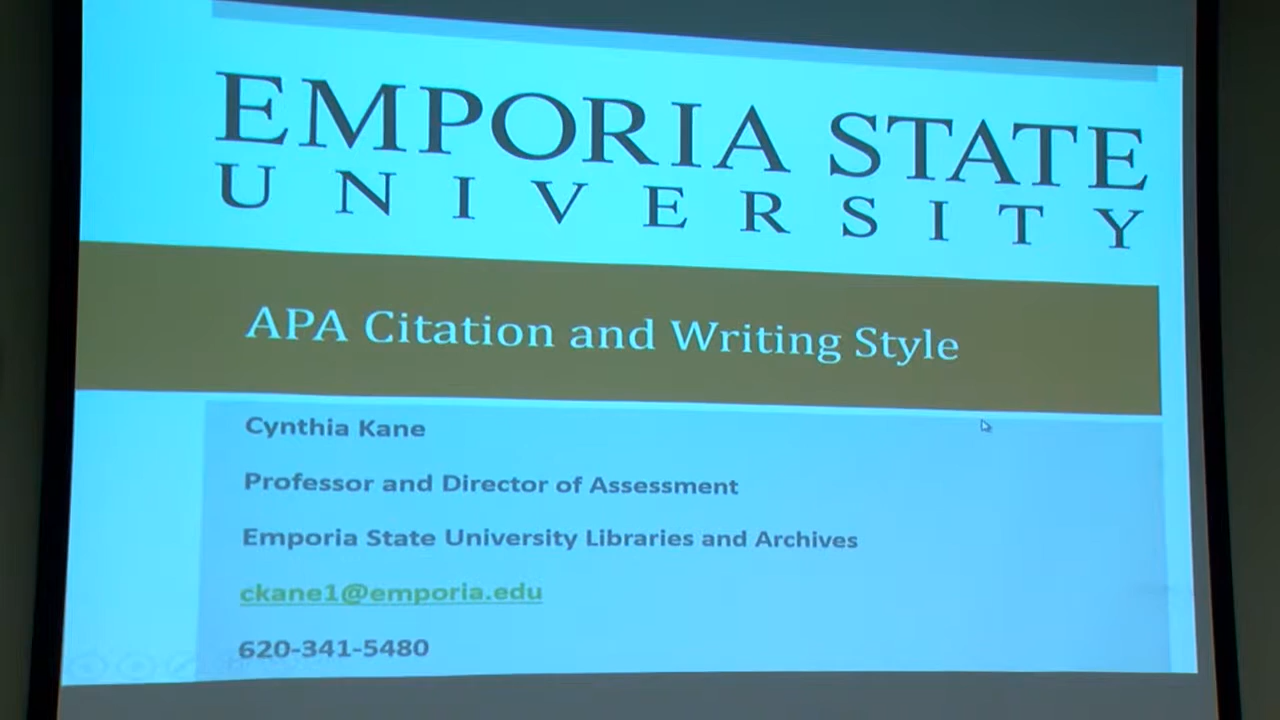 EMPORIA STATE
UNIVERSITY
APA Citation and Writing Style
Cynthia Kane
Professor and Director of Assessment
Emporia State University Libraries and Archives
ckane1@emporia.edu
620-341-5480